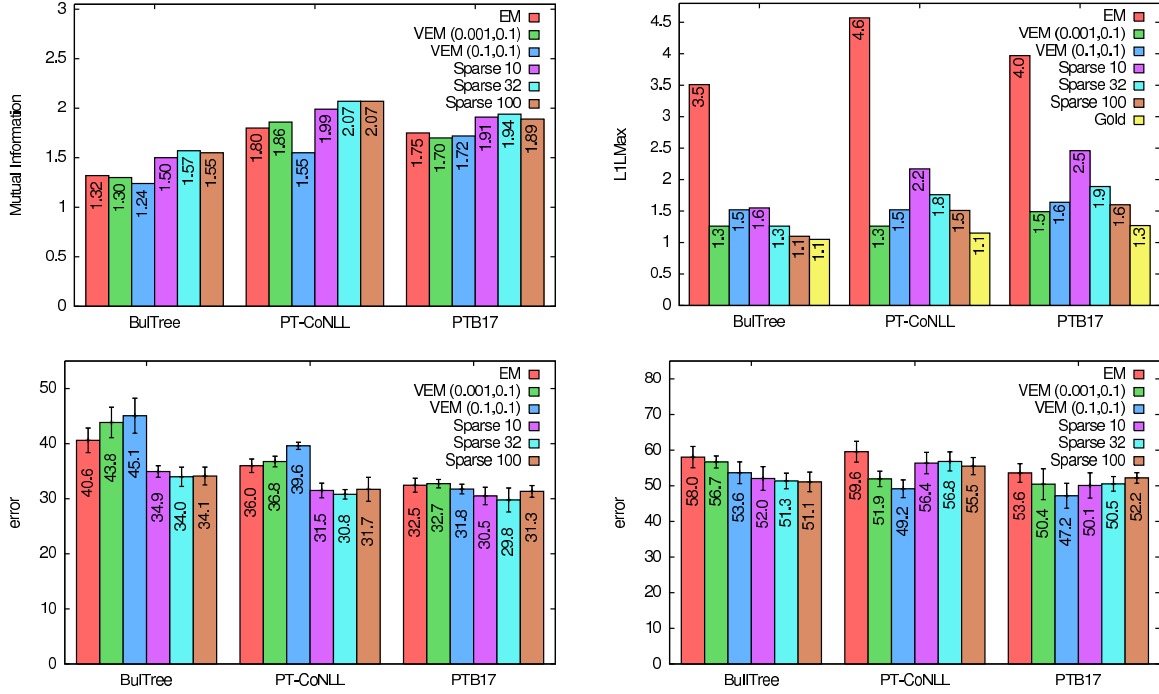 Mutual Information
3
2.5
2
1.5
1
0.5
0
EM
VEM (0.001,0.1)
VEM (0.1,0.1)
Sparse 10
Sparse 32
Sparse 100
1.32
1.30
1.24
1.50
1.57
1.55
1.80
1.86
1.55
1.99
2.07
2.07
1.75
1.70
1.72
1.91
1.94
1.89
BulTree
PT-CoNLL
PTB17
L1LMax
4.5
4
3.5
3
2.5
2
1.5
1
0.5
0
EM
VEM (0.001,0.1)
VEM (0.1,0.1)
Sparse 10
Sparse 32
Sparse 100
Gold
3.5
1.3
1.5
1.6
1.3
1.1
1.1
4.6
1.3
1.5
2.2
1.8
1.5
4.0
1.5
1.6
2.5
1.9
1.6
1.3
BulTree
PT-CoNLL
PTB17
error
50
40
30
20
10
0
EM
VEM (0.001,0.1)
VEM (0.1,0.1)
Sparse 10
Sparse 32
Sparse 100
40.6
43.8
45.1
34.9
34.0
34.1
36.0
36.8
39.6
31.5
30.8
31.7
32.5
32.7
31.8
30.5
29.8
31.3
BulTree
PT-CoNLL
PTB17
error
80
70
60
50
40
30
20
10
0
EM
VEM (0.001,0.1)
VEM (0.1,0.1)
Sparse 10
Sparse 32
Sparse 100
58.0
56.7
53.6
52.0
51.3
51.1
59.6
51.9
49.2
56.4
56.8
55.5
53.6
50.4
47.2
50.1
50.5
52.2
BullTree
PT-CoNLL
PTB17